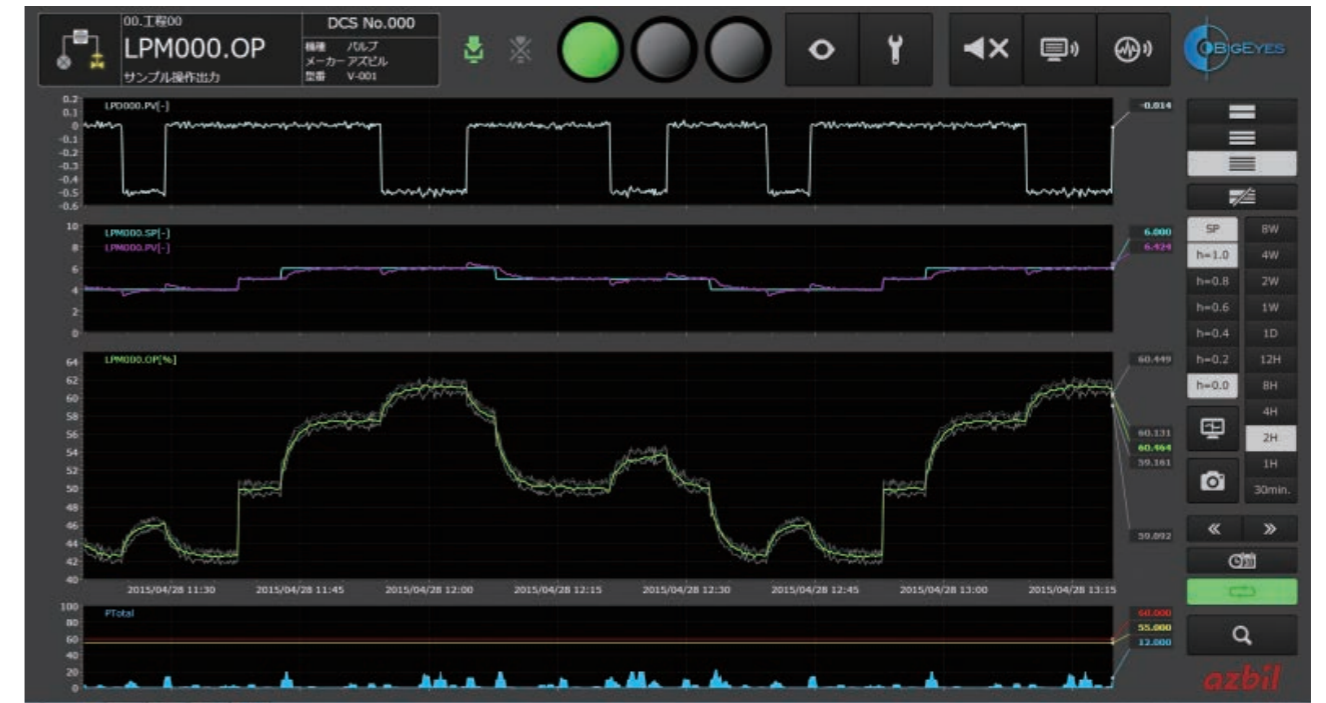 00.工程00
LPM000.OP
サンプル操作出力
DCS No.000
機種 バルブ
メーカー アズビル
型番 V-001
BIGEYES
0.2
0.1
0
-0.1
-0.2
-0.3
-0.4
-0.5
-0.6
LPD000.PV[-]
-0.014
10
8
6
4
2
0
LPM000.SP[-]
LPM000.PV[-]
6.000
6.424
64
62
60
58
56
54
52
50
48
46
44
42
40
LPM000.OP[%]
60.449
60.131
60.464
59.161
59.092
2015/04/28 11:30
2015/04/28 11:45
2015/04/28 12:00
2015/04/28 12:15
2015/04/28 12:30
2015/04/28 12:45
2015/04/28 13:00
2015/04/28 13:15
100
80
60
40
20
0
PTotal
60.000
55.000
12.000
SP
h=1.0
h=0.8
h=0.6
h=0.4
h=0.2
h=0.0
8W
4W
2W
1W
1D
12H
8H
4H
2H
1H
30min.
azbil